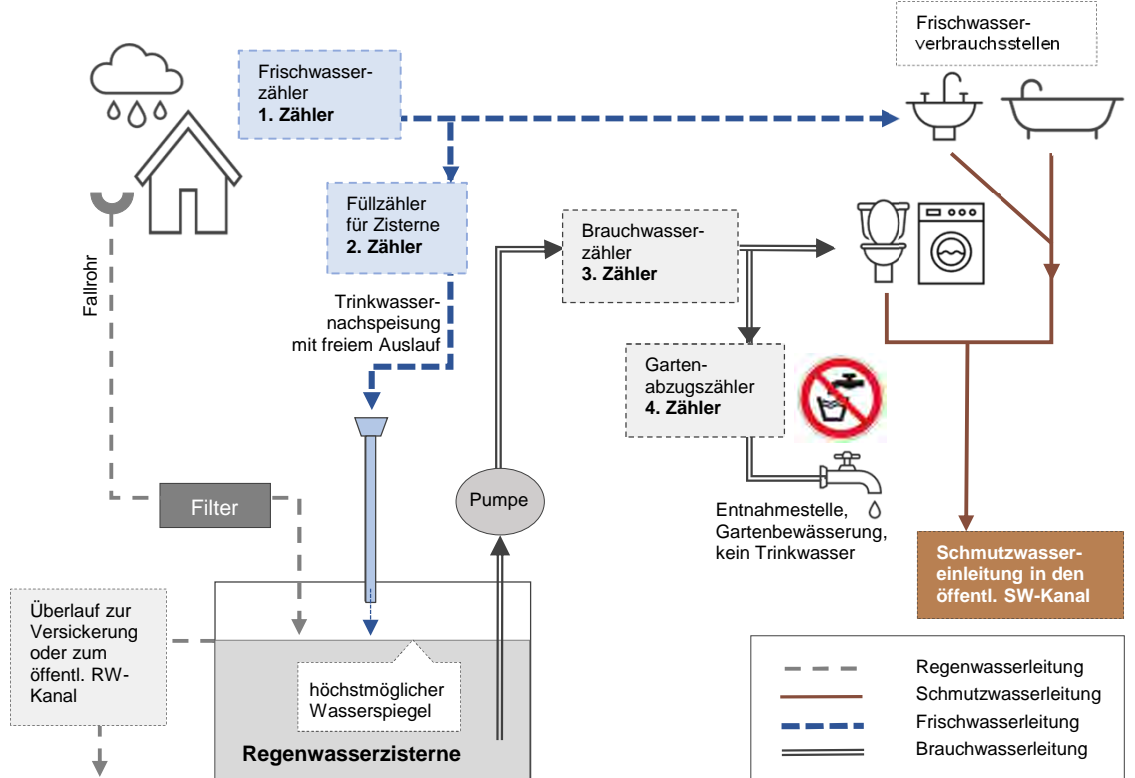 Frischwasser-
verbrauchsstellen
Frischwasser-
zähler
1. Zähler
Füllzähler
für Zisterne
2. Zähler
Brauchwasser-
zähler
3. Zähler
Fallrohr
Trinkwasser-
nachspeisung
mit freiem Auslauf
Garten-
abzugszähler
4. Zähler
Filter
Pumpe
Entnahmestelle,
Gartenbewässerung,
kein Trinkwasser
Schmutzwasser-
einleitung in den
öffentl. SW-Kanal
Überlauf zur
Versickerung
oder zum
öffentl. RW-
Kanal
höchstmöglicher
Wasserspiegel
Regenwasserzisterne
Regenwasserleitung
Schmutzwasserleitung
Frischwasserleitung
Brauchwasserleitung